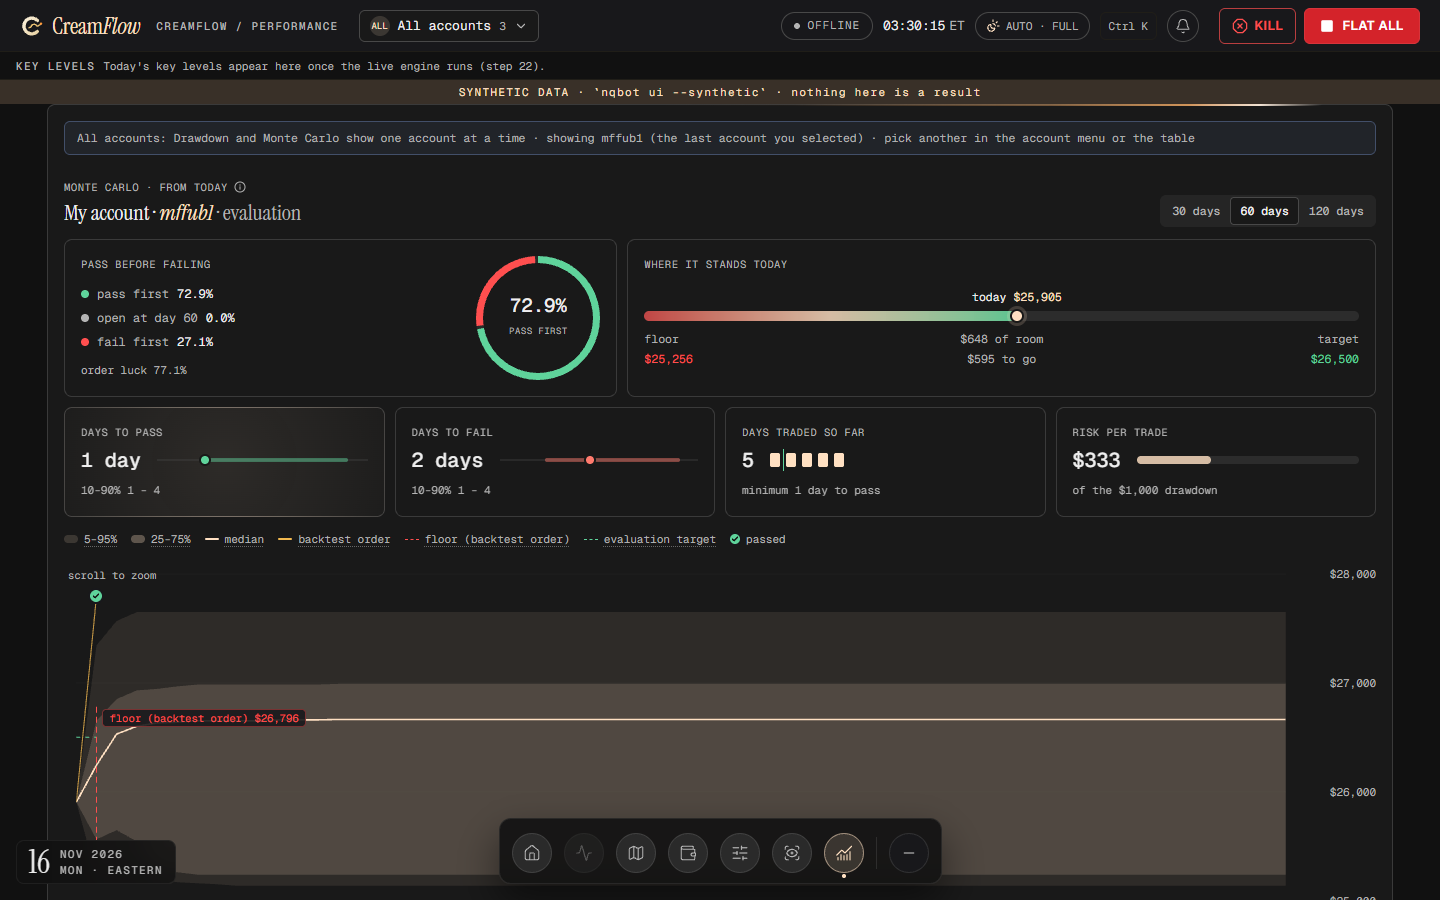 CreamFlow CREAMFLOW / PERFORMANCE ALL All accounts 3 OFFLINE 03:30:15 ET AUTO · FULL Ctrl K KILL FLAT ALL
KEY LEVELS Today's key levels appear here once the live engine runs (step 22).
SYNTHETIC DATA · `nqbot ui --synthetic` · nothing here is a result
All accounts: Drawdown and Monte Carlo show one account at a time · showing mffub1 (the last account you selected) · pick another in the account menu or the table
MONTE CARLO · FROM TODAY
My account · mffub1 · evaluation
30 days 60 days 120 days
PASS BEFORE FAILING
pass first 72.9%
open at day 60 0.0%
fail first 27.1%
order luck 77.1%
72.9%
PASS FIRST
WHERE IT STANDS TODAY
today $25,905
floor $648 of room target
$25,256 $595 to go $26,500
DAYS TO PASS
1 day
10-90% 1 - 4
DAYS TO FAIL
2 days
10-90% 1 - 4
DAYS TRADED SO FAR
5
minimum 1 day to pass
RISK PER TRADE
$333
of the $1,000 drawdown
5-95% 25-75% median backtest order floor (backtest order) evaluation target passed
scroll to zoom
$28,000
$27,000
floor (backtest order) $26,796
$26,000
16 NOV 2026
MON · EASTERN